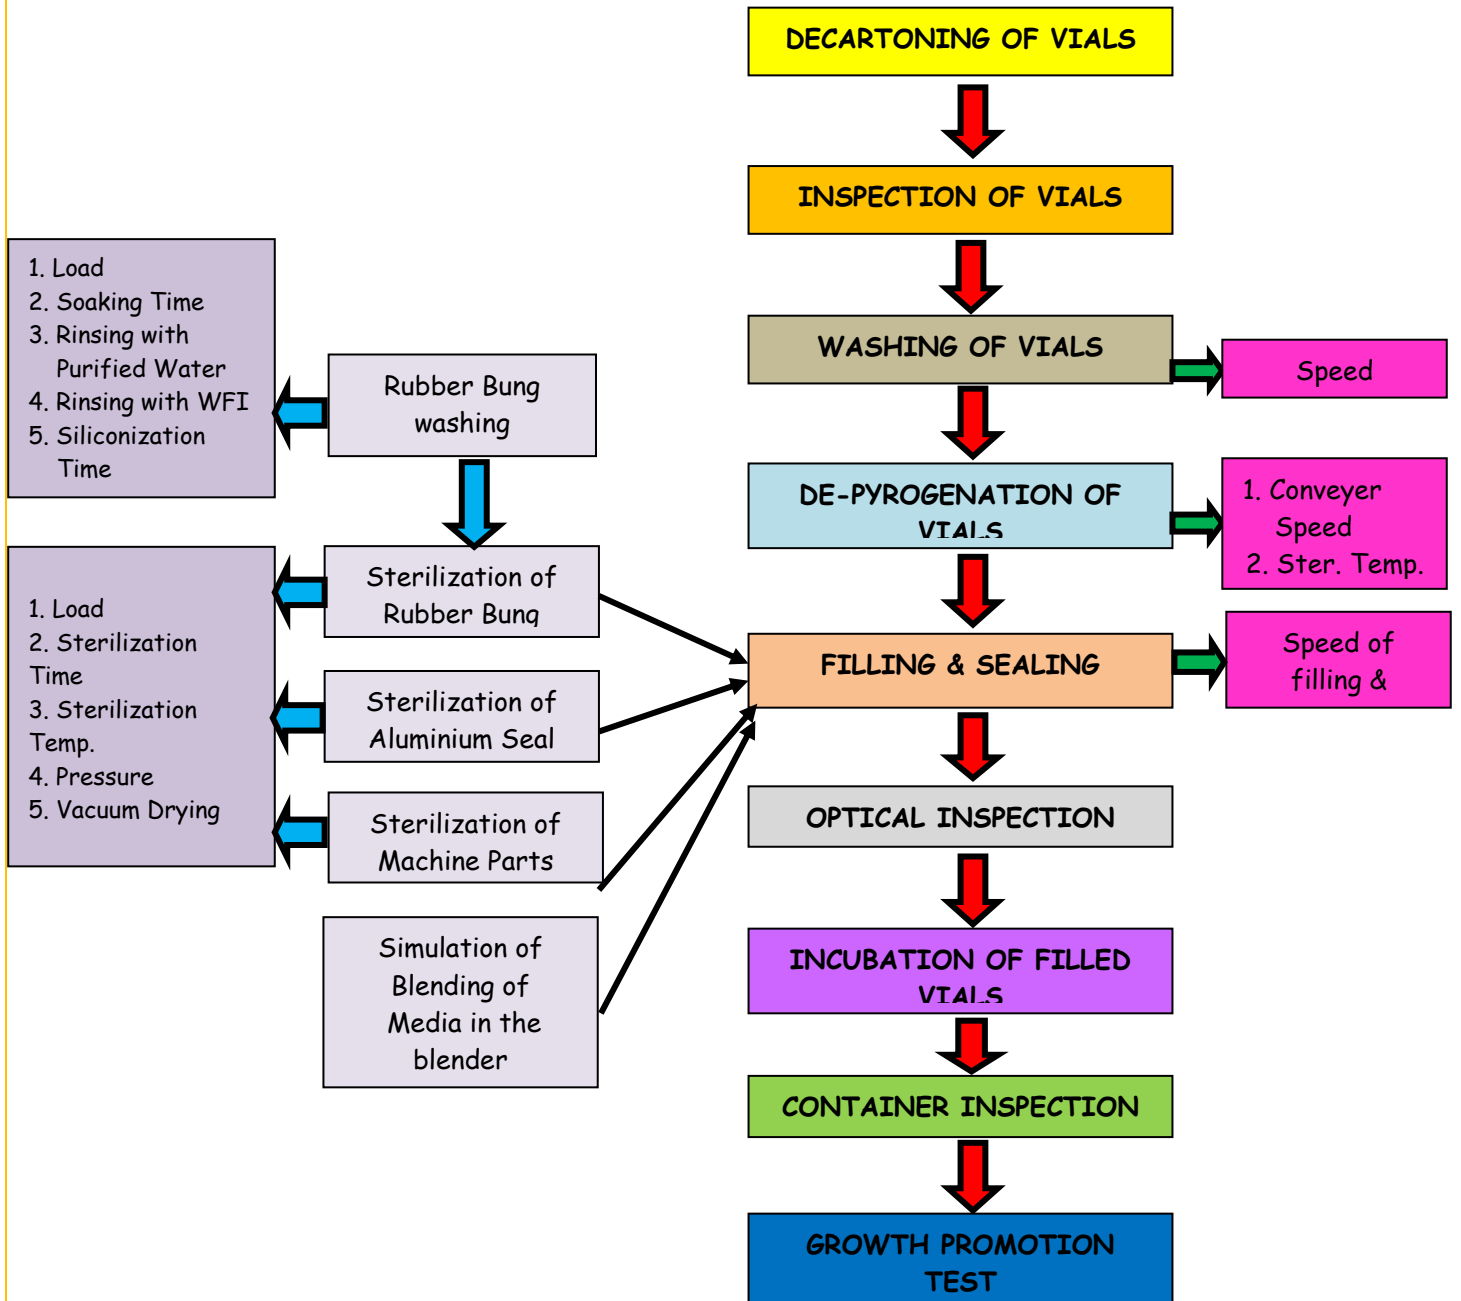 DECARTONING OF VIALS
INSPECTION OF VIALS
WASHING OF VIALS
Speed
DE-PYROGENATION OF
VIALS
1. Conveyer
Speed
2. Ster. Temp.
FILLING & SEALING
Speed of
filling &
OPTICAL INSPECTION
INCUBATION OF FILLED
VIALS
CONTAINER INSPECTION
GROWTH PROMOTION
TEST
1. Load
2. Soaking Time
3. Rinsing with
Purified Water
4. Rinsing with WFI
5. Siliconization
Time
Rubber Bung
washing
1. Load
2. Sterilization
Time
3. Sterilization
Temp.
4. Pressure
5. Vacuum Drying
Sterilization of
Rubber Bung
Sterilization of
Aluminium Seal
Sterilization of
Machine Parts
Simulation of
Blending of
Media in the
blender